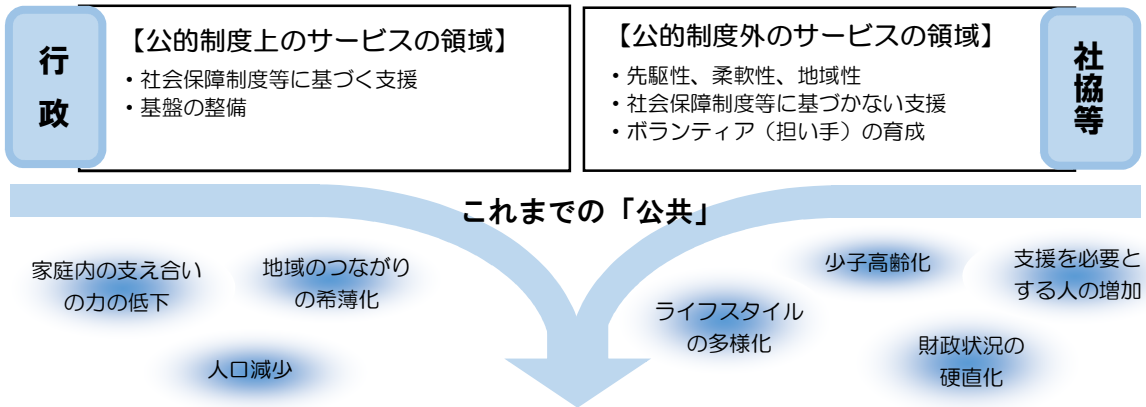 行政
【公的制度上のサービスの領域】
・社会保障制度等に基づく支援
・基盤の整備
【公的制度外のサービスの領域】
・先駆性、柔軟性、地域性
・社会保障制度等に基づかない支援
・ボランティア（担い手）の育成
社協等
これまでの「公共」
家庭内の支え合い
の力の低下
地域のつながり
の希薄化
人口減少
少子高齢化
支援を必要と
する人の増加
ライフスタイル
の多様化
財政状況の
硬直化